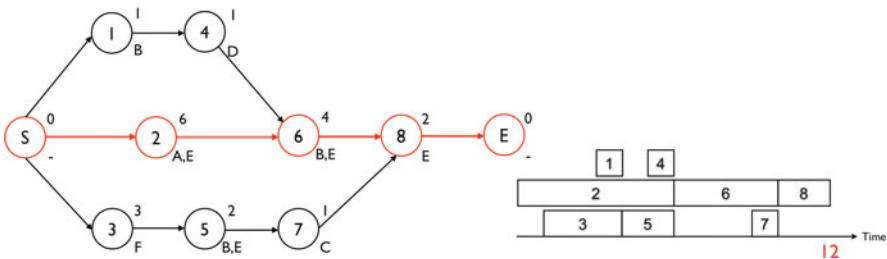 1 1
1 4
B D
0 6 4 2 0
S 2 6 8 E
- A,E B,E E -
3 2 1
3 5 7
F B,E C
1 4
2 6 8
3 5 7
Time
12